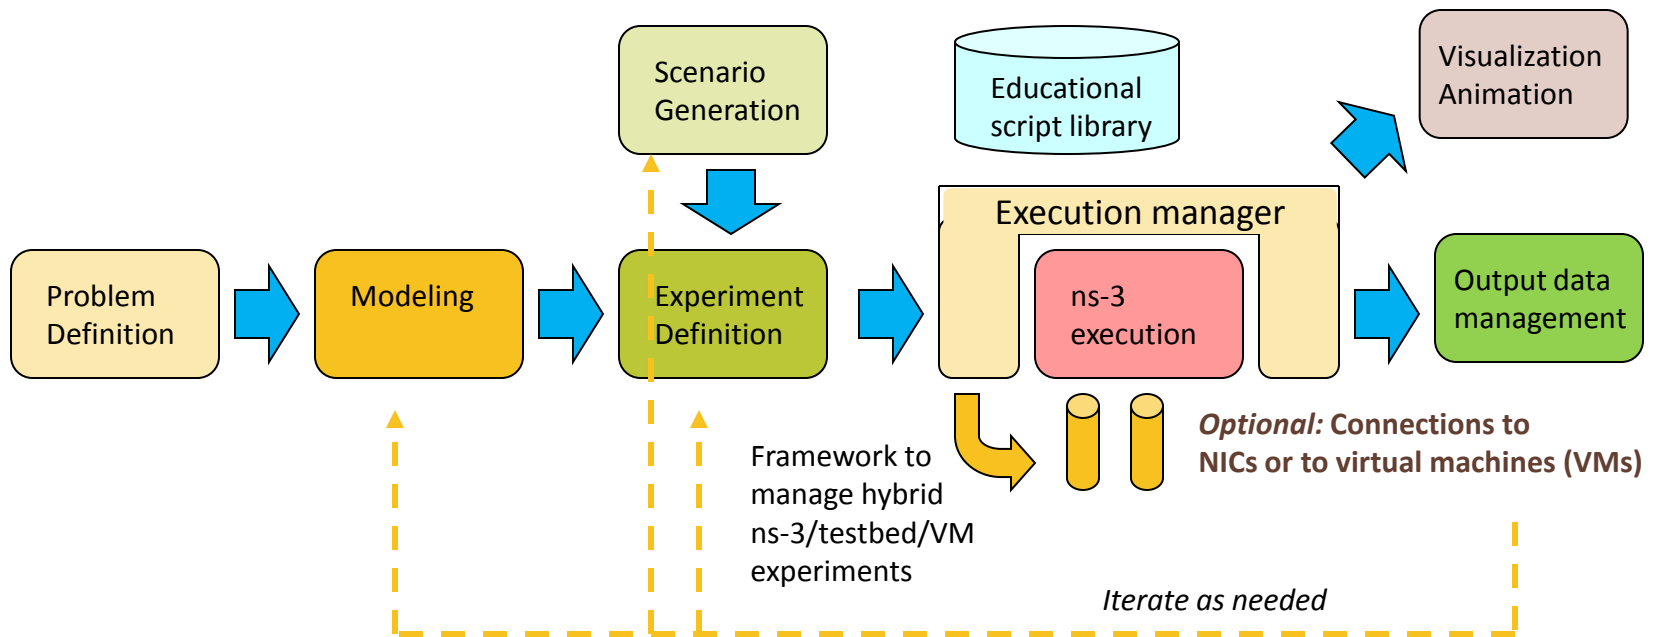 Scenario
Generation
Educational
script library
Visualization
Animation
Execution manager
Problem
Definition
Modeling
Experiment
Definition
ns-3
execution
Output data
management
Optional: Connections to
NICs or to virtual machines (VMs)
Framework to
manage hybrid
ns-3/testbed/VM
experiments
Iterate as needed